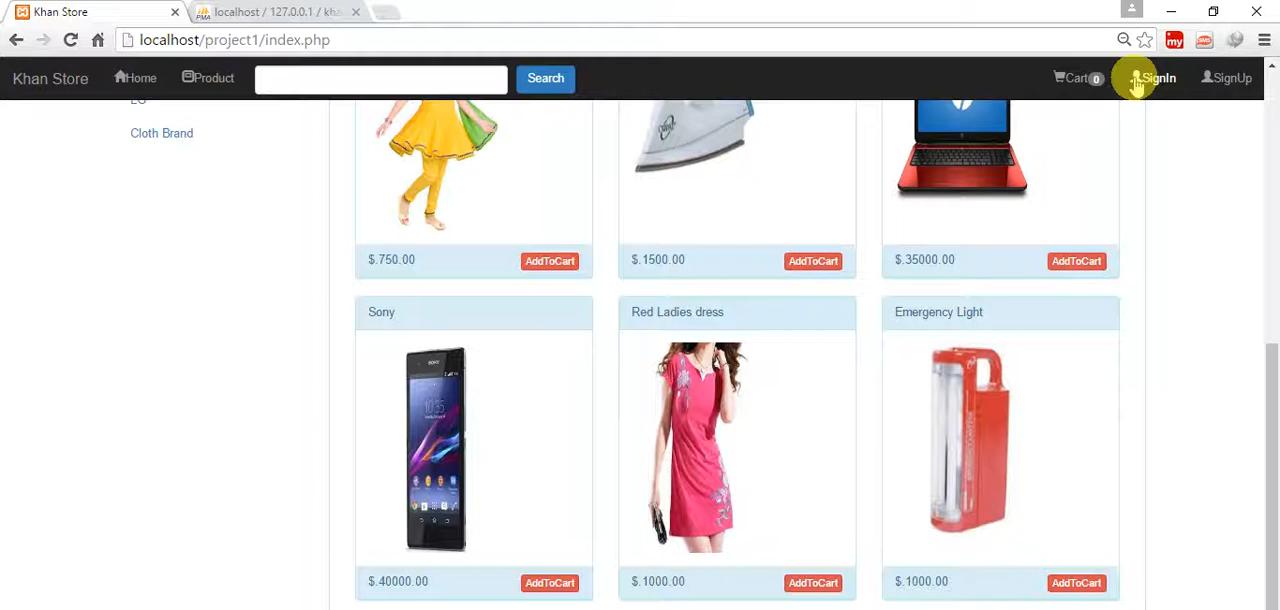 Khan Store
localhost / 127.0.0.1 / kha
localhost/project1/index.php
Khan Store Home Product Search Cart 0 SignIn SignUp
Cloth Brand
$.750.00 AddToCart $.1500.00 AddToCart $.35000.00 AddToCart
Sony Red Ladies dress Emergency Light
SONY
$.40000.00 AddToCart $.1000.00 AddToCart $.1000.00 AddToCart